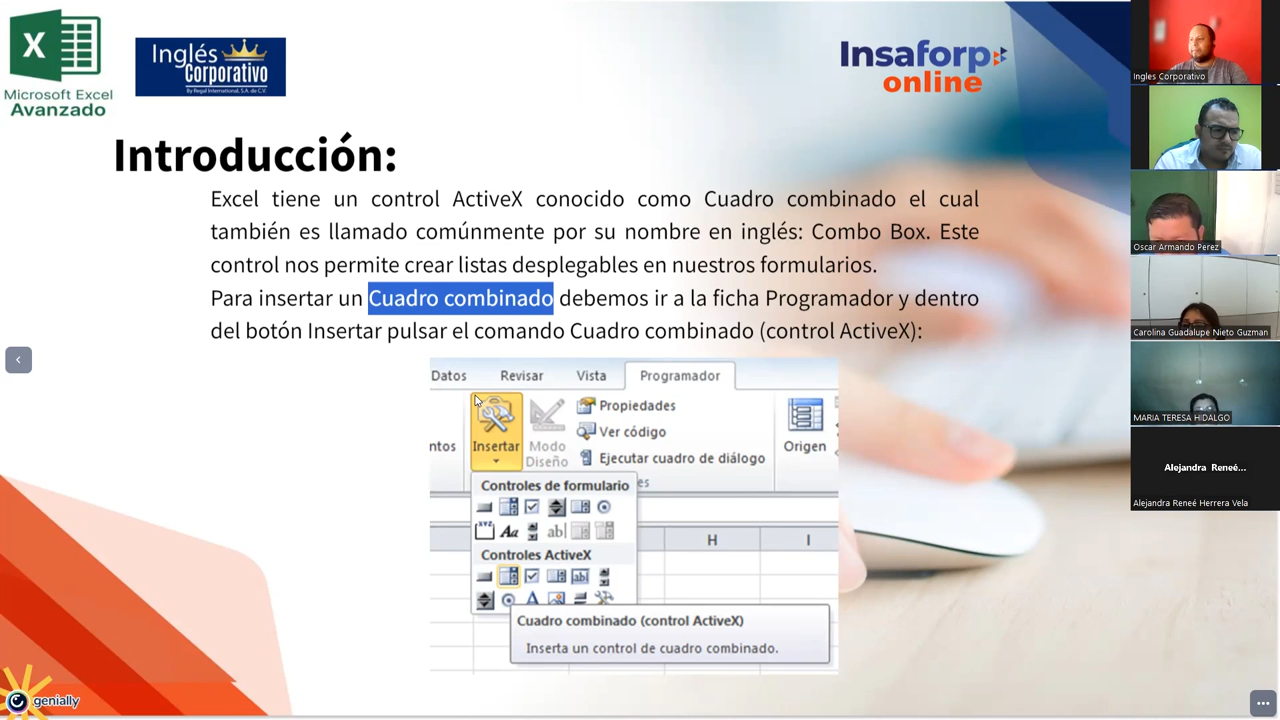 X
Microsoft Excel
Avanzado
Inglés
Corporativo
By Regal International, S.A. de C.V.
Insaforp
online
Introducción:
Excel tiene un control ActiveX conocido como Cuadro combinado el cual
también es llamado comúnmente por su nombre en inglés: Combo Box. Este
control nos permite crear listas desplegables en nuestros formularios.
Para insertar un Cuadro combinado debemos ir a la ficha Programador y dentro
del botón Insertar pulsar el comando Cuadro combinado (control ActiveX):
Datos Revisar Vista Programador
Propiedades
Ver código
ntos Insertar Modo Origen
Diseño Ejecutar cuadro de diálogo
Controles de formulario es
XYZ Aa ab|
Controles ActiveX H I
ab|
A
Cuadro combinado (control ActiveX)
Inserta un control de cuadro combinado.
genially
Ingles Corporativo
Oscar Armando Perez
Carolina Guadalupe Nieto Guzman
MARIA TERESA HIDALGO
Alejandra Reneé...
Alejandra Reneé Herrera Vela